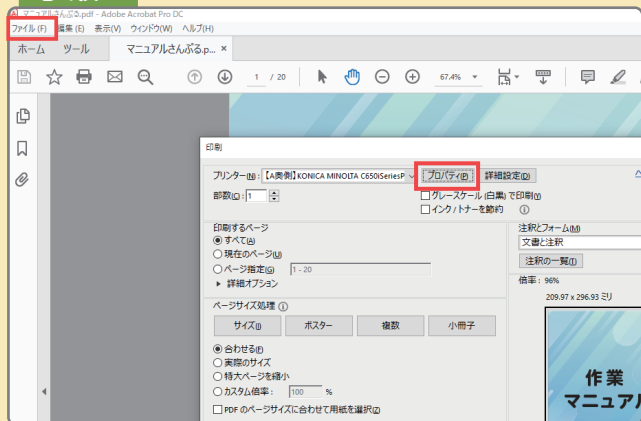 マニュアルさんぷる.pdf - Adobe Acrobat Pro DC
ファイル (F) 編集 (E) 表示(V) ウィンドウ(W) ヘルプ(H)
ホーム ツール マニュアルさんぷる.p... ×
1 / 20 67.4%
印刷
プリンター(N): 【A奥側】KONICA MINOLTA C650iSeriesP プロパティ(P) 詳細設定(D)
部数(C): 1 グレースケール (白黒) で印刷(Y)
インク / トナーを節約
印刷するページ 注釈とフォーム(M)
すべて(A) 文書と注釈
現在のページ(U) 注釈の一覧(T)
ページ指定(G) 1 - 20
▶ 詳細オプション 倍率: 96%
209.97 x 296.93 ミリ
ページサイズ処理
サイズ(I) ポスター 複数 小冊子
合わせる(F)
実際のサイズ
特大ページを縮小
カスタム倍率: 100 %
PDF のページサイズに合わせて用紙を選択(Z)
作業
マニュアル